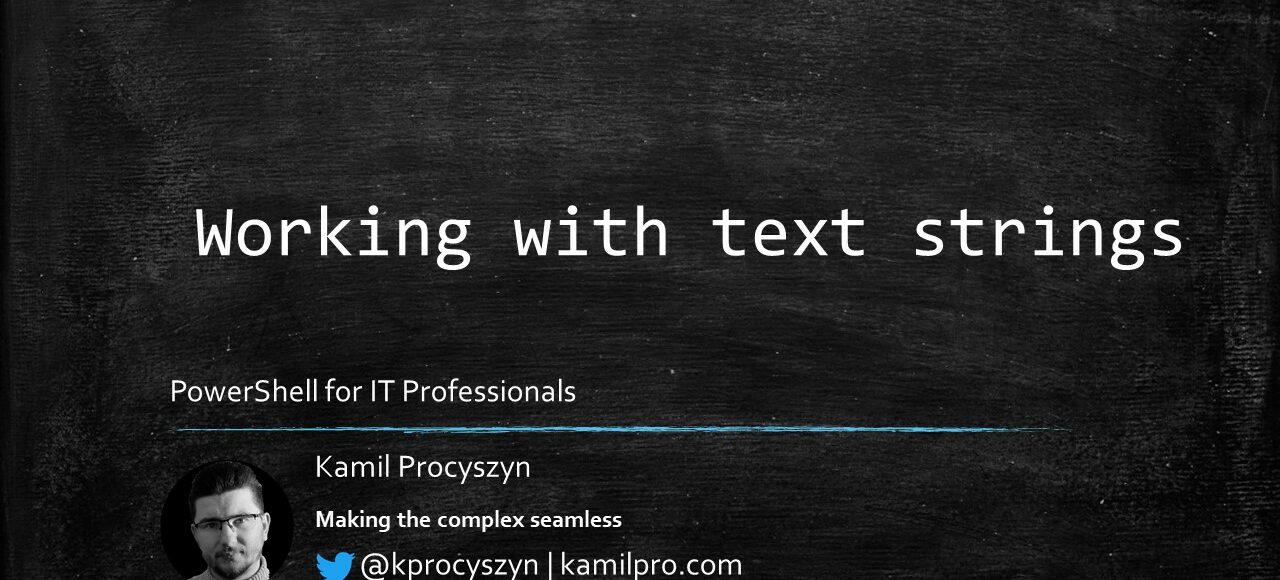 Working with text strings
PowerShell for IT Professionals
Kamil Procyszyn
Making the complex seamless
@kprocyszyn | kamilpro.com